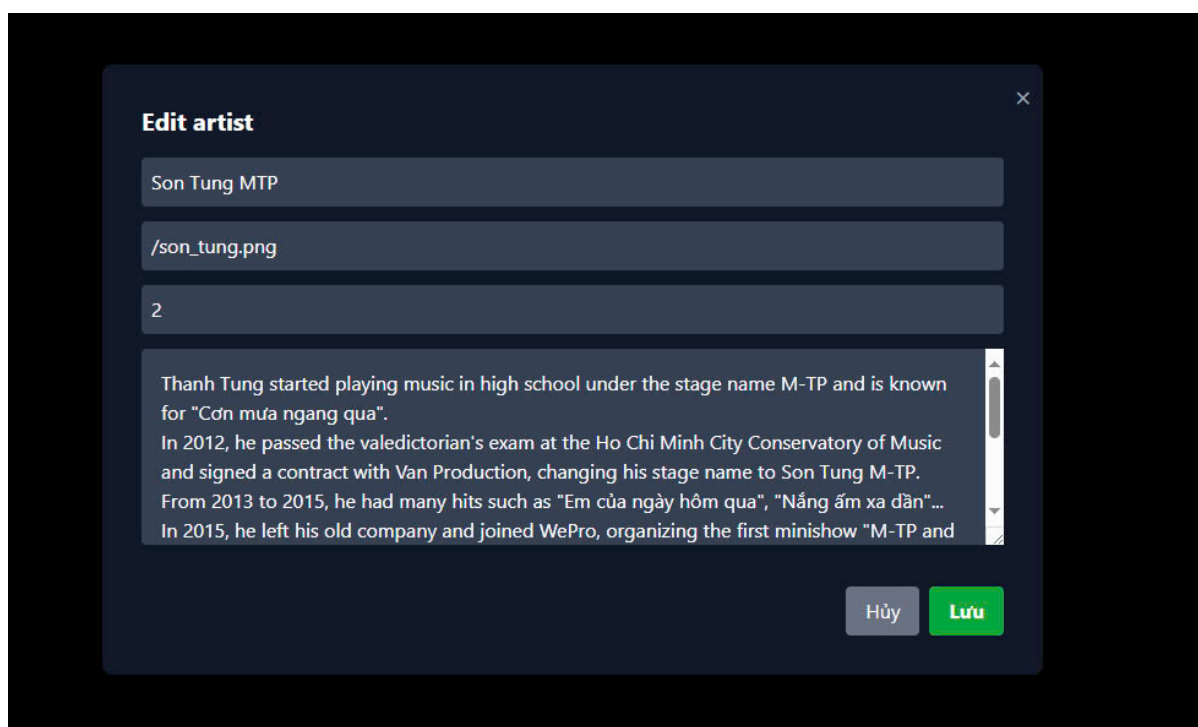 ×
Edit artist
Son Tung MTP
/son_tung.png
2
Thanh Tung started playing music in high school under the stage name M-TP and is known
for "Cơn mưa ngang qua".
In 2012, he passed the valedictorian's exam at the Ho Chi Minh City Conservatory of Music
and signed a contract with Van Production, changing his stage name to Son Tung M-TP.
From 2013 to 2015, he had many hits such as "Em của ngày hôm qua", "Nắng ấm xa dần"...
In 2015, he left his old company and joined WePro, organizing the first minishow "M-TP and
Hủy Lưu